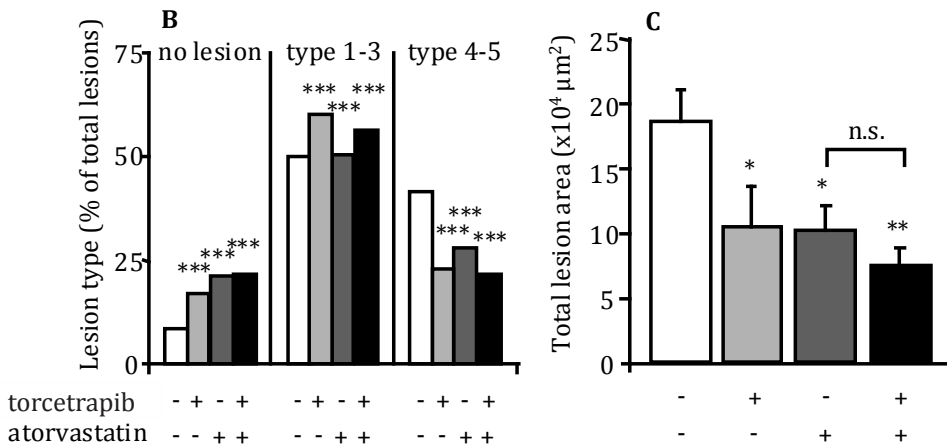 B
no lesion type 1-3 type 4-5
Lesion type (% of total lesions)
75
50
25
0
*** *** ***
*** *** *** ***
*** *** *** ***
torcetrapib - + - + - + - + - + - +
atorvastatin - - + + - - + + - - + +
C
Total lesion area (x10⁴ µm²)
25
20
15
10
5
0
* * n.s. **
- + - +
- - + +